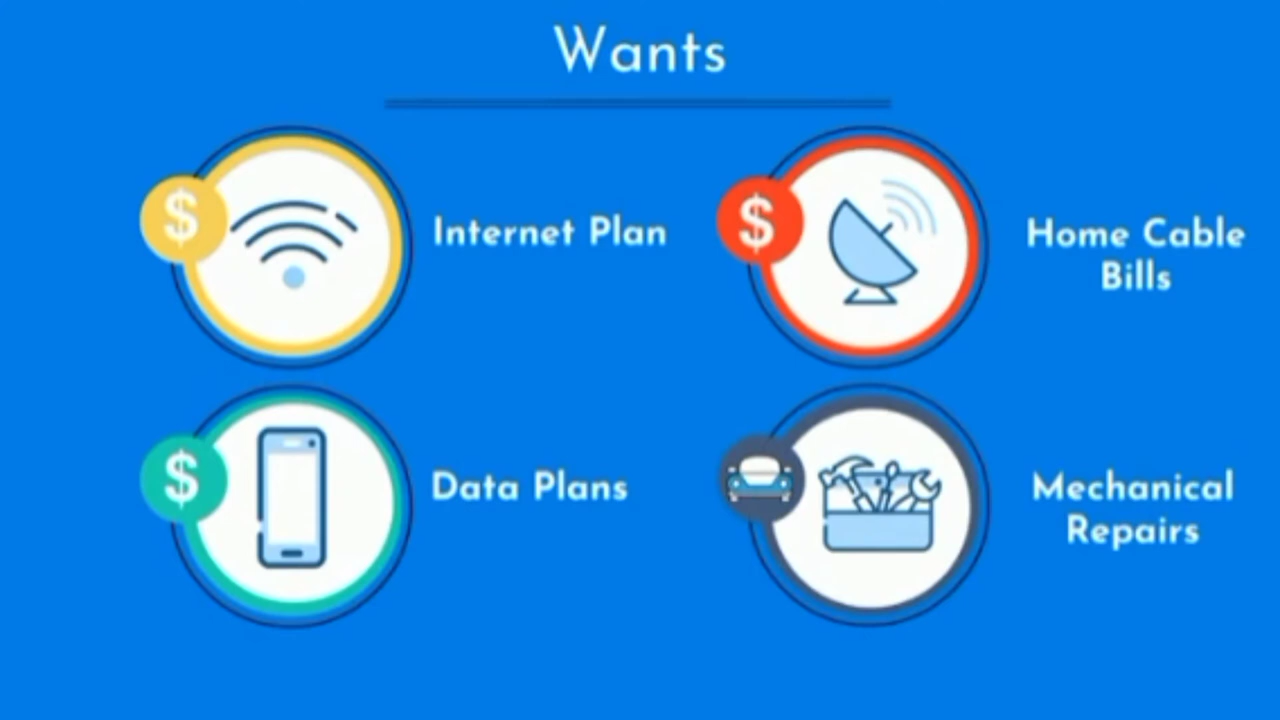 Wants
$
Internet Plan
$
Home Cable
Bills
$
Data Plans
Mechanical
Repairs